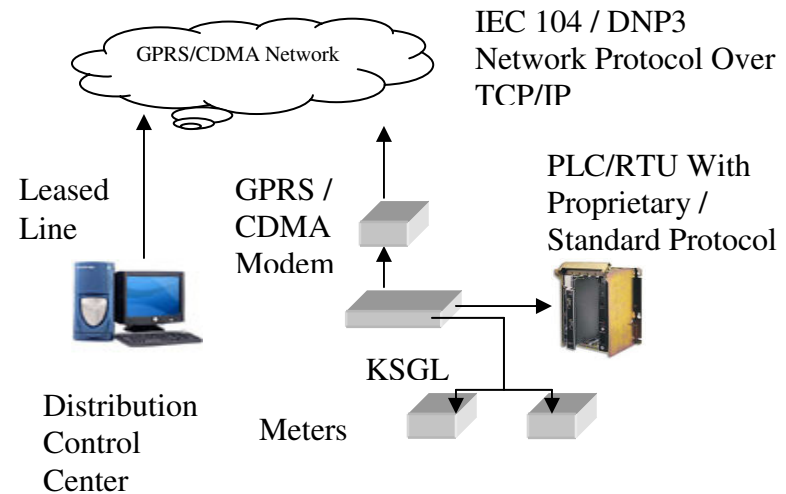 GPRS/CDMA Network
IEC 104 / DNP3
Network Protocol Over
TCP/IP
Leased
Line
GPRS /
CDMA
Modem
PLC/RTU With
Proprietary /
Standard Protocol
KSGL
Distribution
Control
Center
Meters